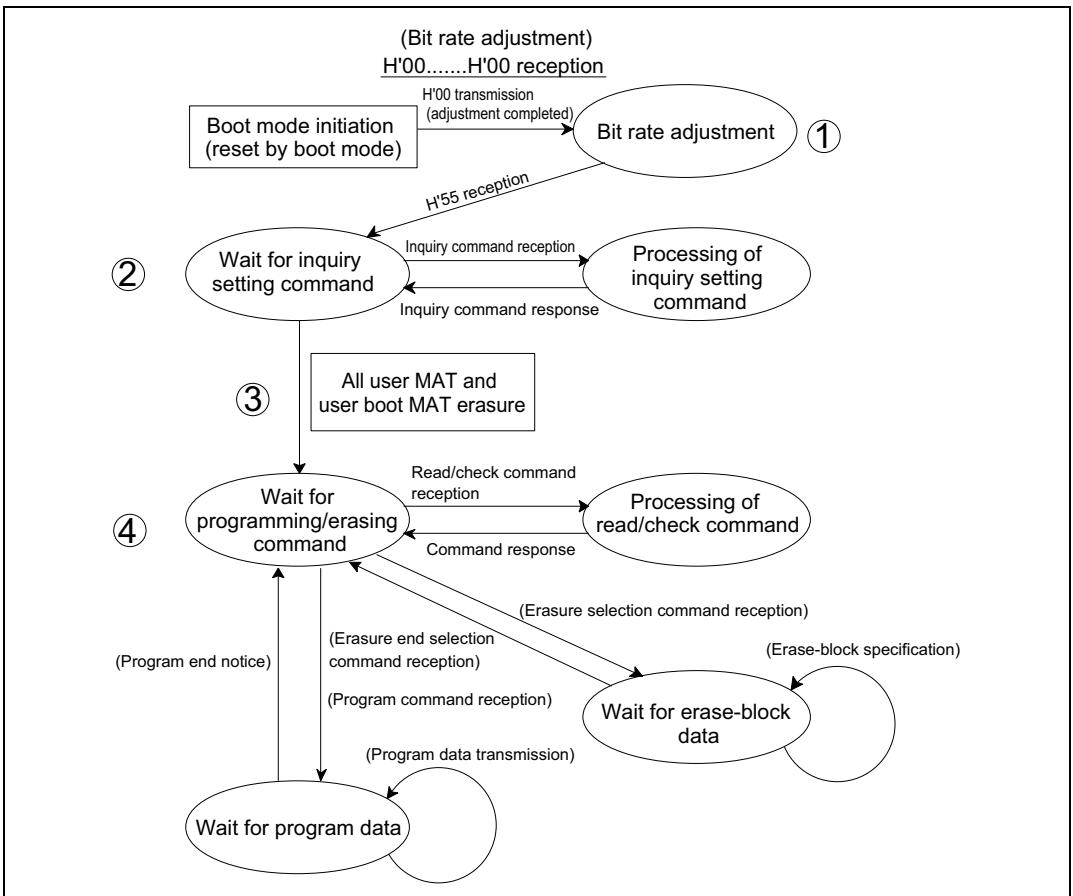 (Bit rate adjustment)
H'00.......H'00 reception
H'00 transmission
(adjustment completed)
Boot mode initiation
(reset by boot mode)
Bit rate adjustment
1
H'55 reception
2
Wait for inquiry
setting command
Inquiry command reception
Inquiry command response
Processing of
inquiry setting
command
3
All user MAT and
user boot MAT erasure
4
Wait for
programming/erasing
command
Read/check command
reception
Command response
Processing of
read/check command
(Erasure selection command reception)
(Program end notice)
(Erasure end selection
command reception)
(Program command reception)
(Erase-block specification)
Wait for erase-block
data
(Program data transmission)
Wait for program data